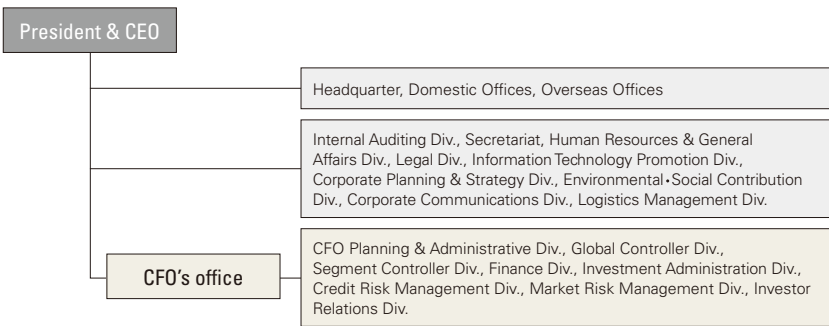 President & CEO
Headquarter, Domestic Offices, Overseas Offices
Internal Auditing Div., Secretariat, Human Resources & General
Affairs Div., Legal Div., Information Technology Promotion Div.,
Corporate Planning & Strategy Div., Environmental•Social Contribution
Div., Corporate Communications Div., Logistics Management Div.
CFO's office
CFO Planning & Administrative Div., Global Controller Div.,
Segment Controller Div., Finance Div., Investment Administration Div.,
Credit Risk Management Div., Market Risk Management Div., Investor
Relations Div.